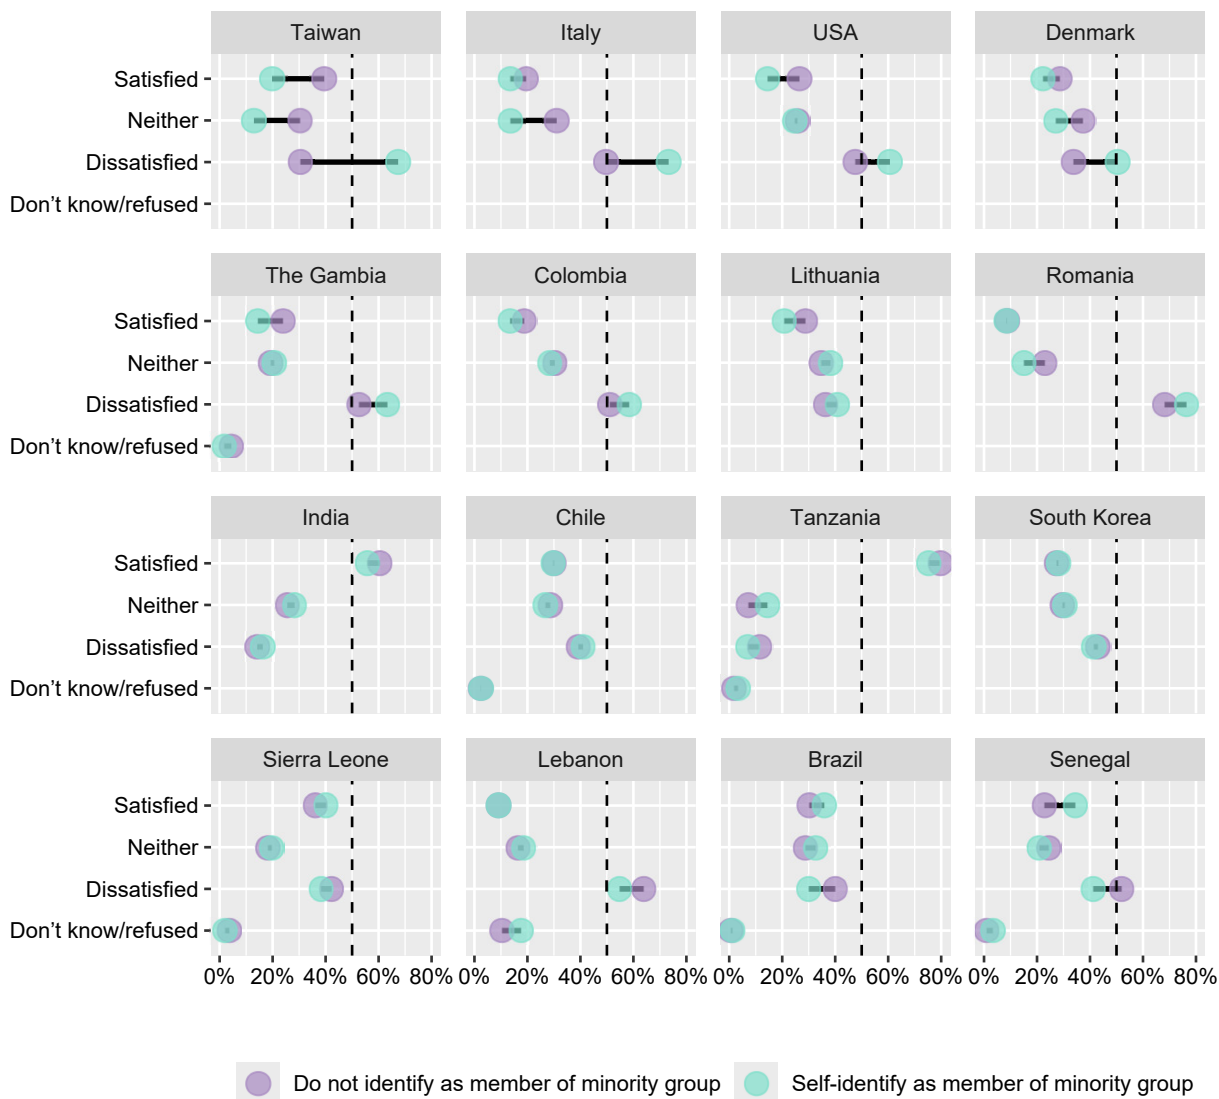 Taiwan Italy USA Denmark
Satisfied
Neither
Dissatisfied
Don’t know/refused
The Gambia Colombia Lithuania Romania
Satisfied
Neither
Dissatisfied
Don’t know/refused
India Chile Tanzania South Korea
Satisfied
Neither
Dissatisfied
Don’t know/refused
Sierra Leone Lebanon Brazil Senegal
Satisfied
Neither
Dissatisfied
Don’t know/refused
0% 20% 40% 60% 80% 0% 20% 40% 60% 80% 0% 20% 40% 60% 80% 0% 20% 40% 60% 80%
Do not identify as member of minority group Self-identify as member of minority group